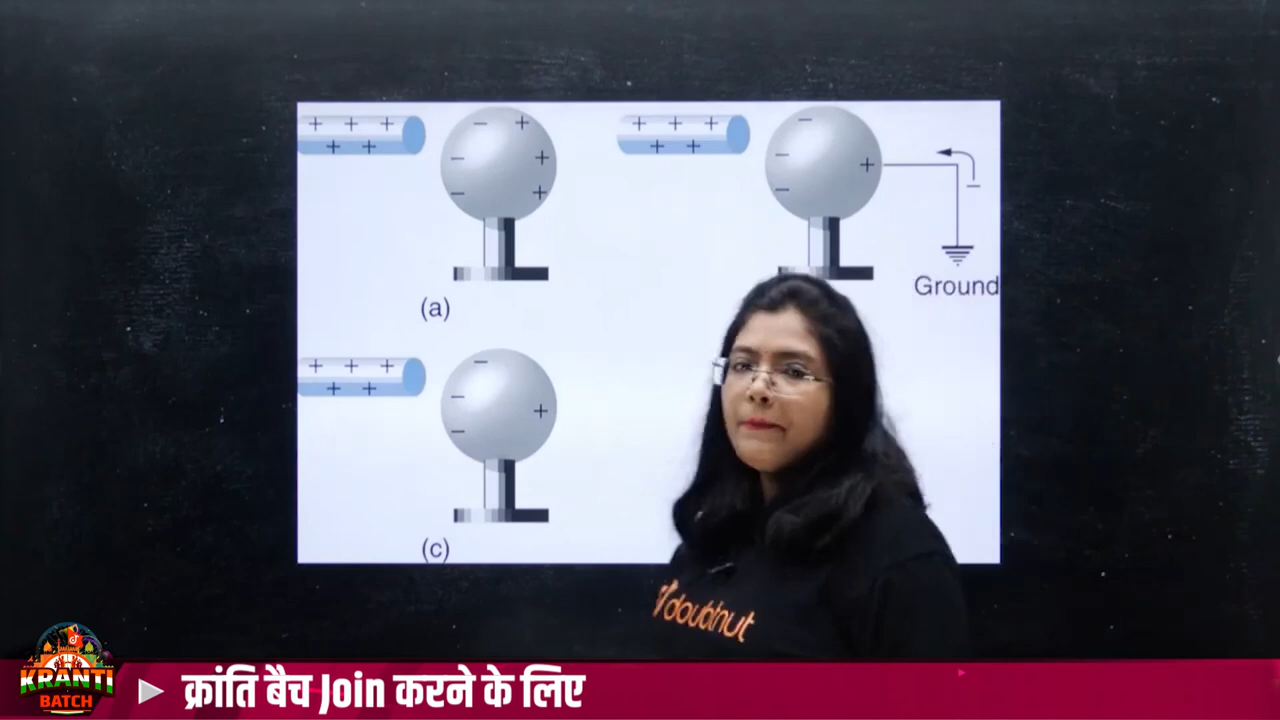 (a)
Ground
(c)
doubtnut
KRANTI
BATCH
क्रांति बैच Join करने के लिए